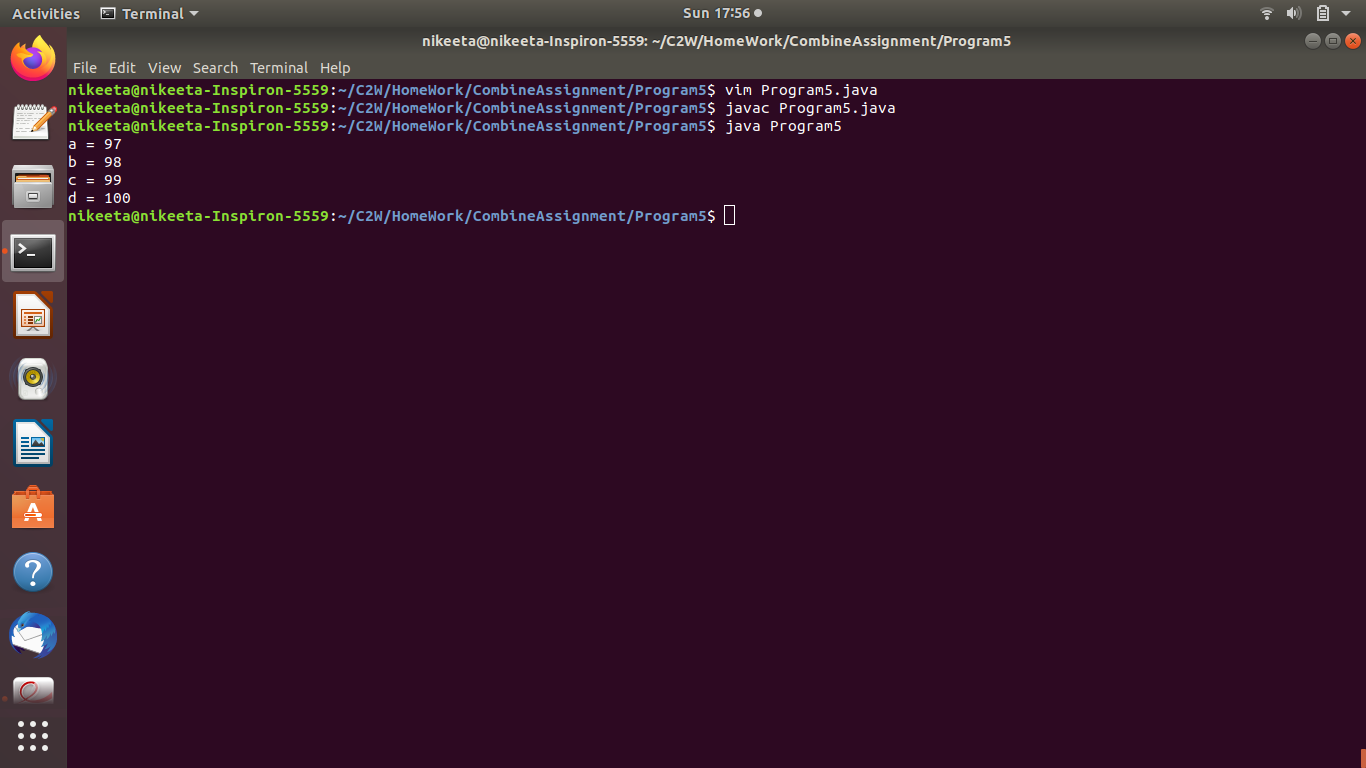 Activities Terminal Sun 17:56
nikeeta@nikeeta-Inspiron-5559: ~/C2W/HomeWork/CombineAssignment/Program5
File Edit View Search Terminal Help
nikeeta@nikeeta-Inspiron-5559:~/C2W/HomeWork/CombineAssignment/Program5$ vim Program5.java
nikeeta@nikeeta-Inspiron-5559:~/C2W/HomeWork/CombineAssignment/Program5$ javac Program5.java
nikeeta@nikeeta-Inspiron-5559:~/C2W/HomeWork/CombineAssignment/Program5$ java Program5
a = 97
b = 98
c = 99
d = 100
nikeeta@nikeeta-Inspiron-5559:~/C2W/HomeWork/CombineAssignment/Program5$